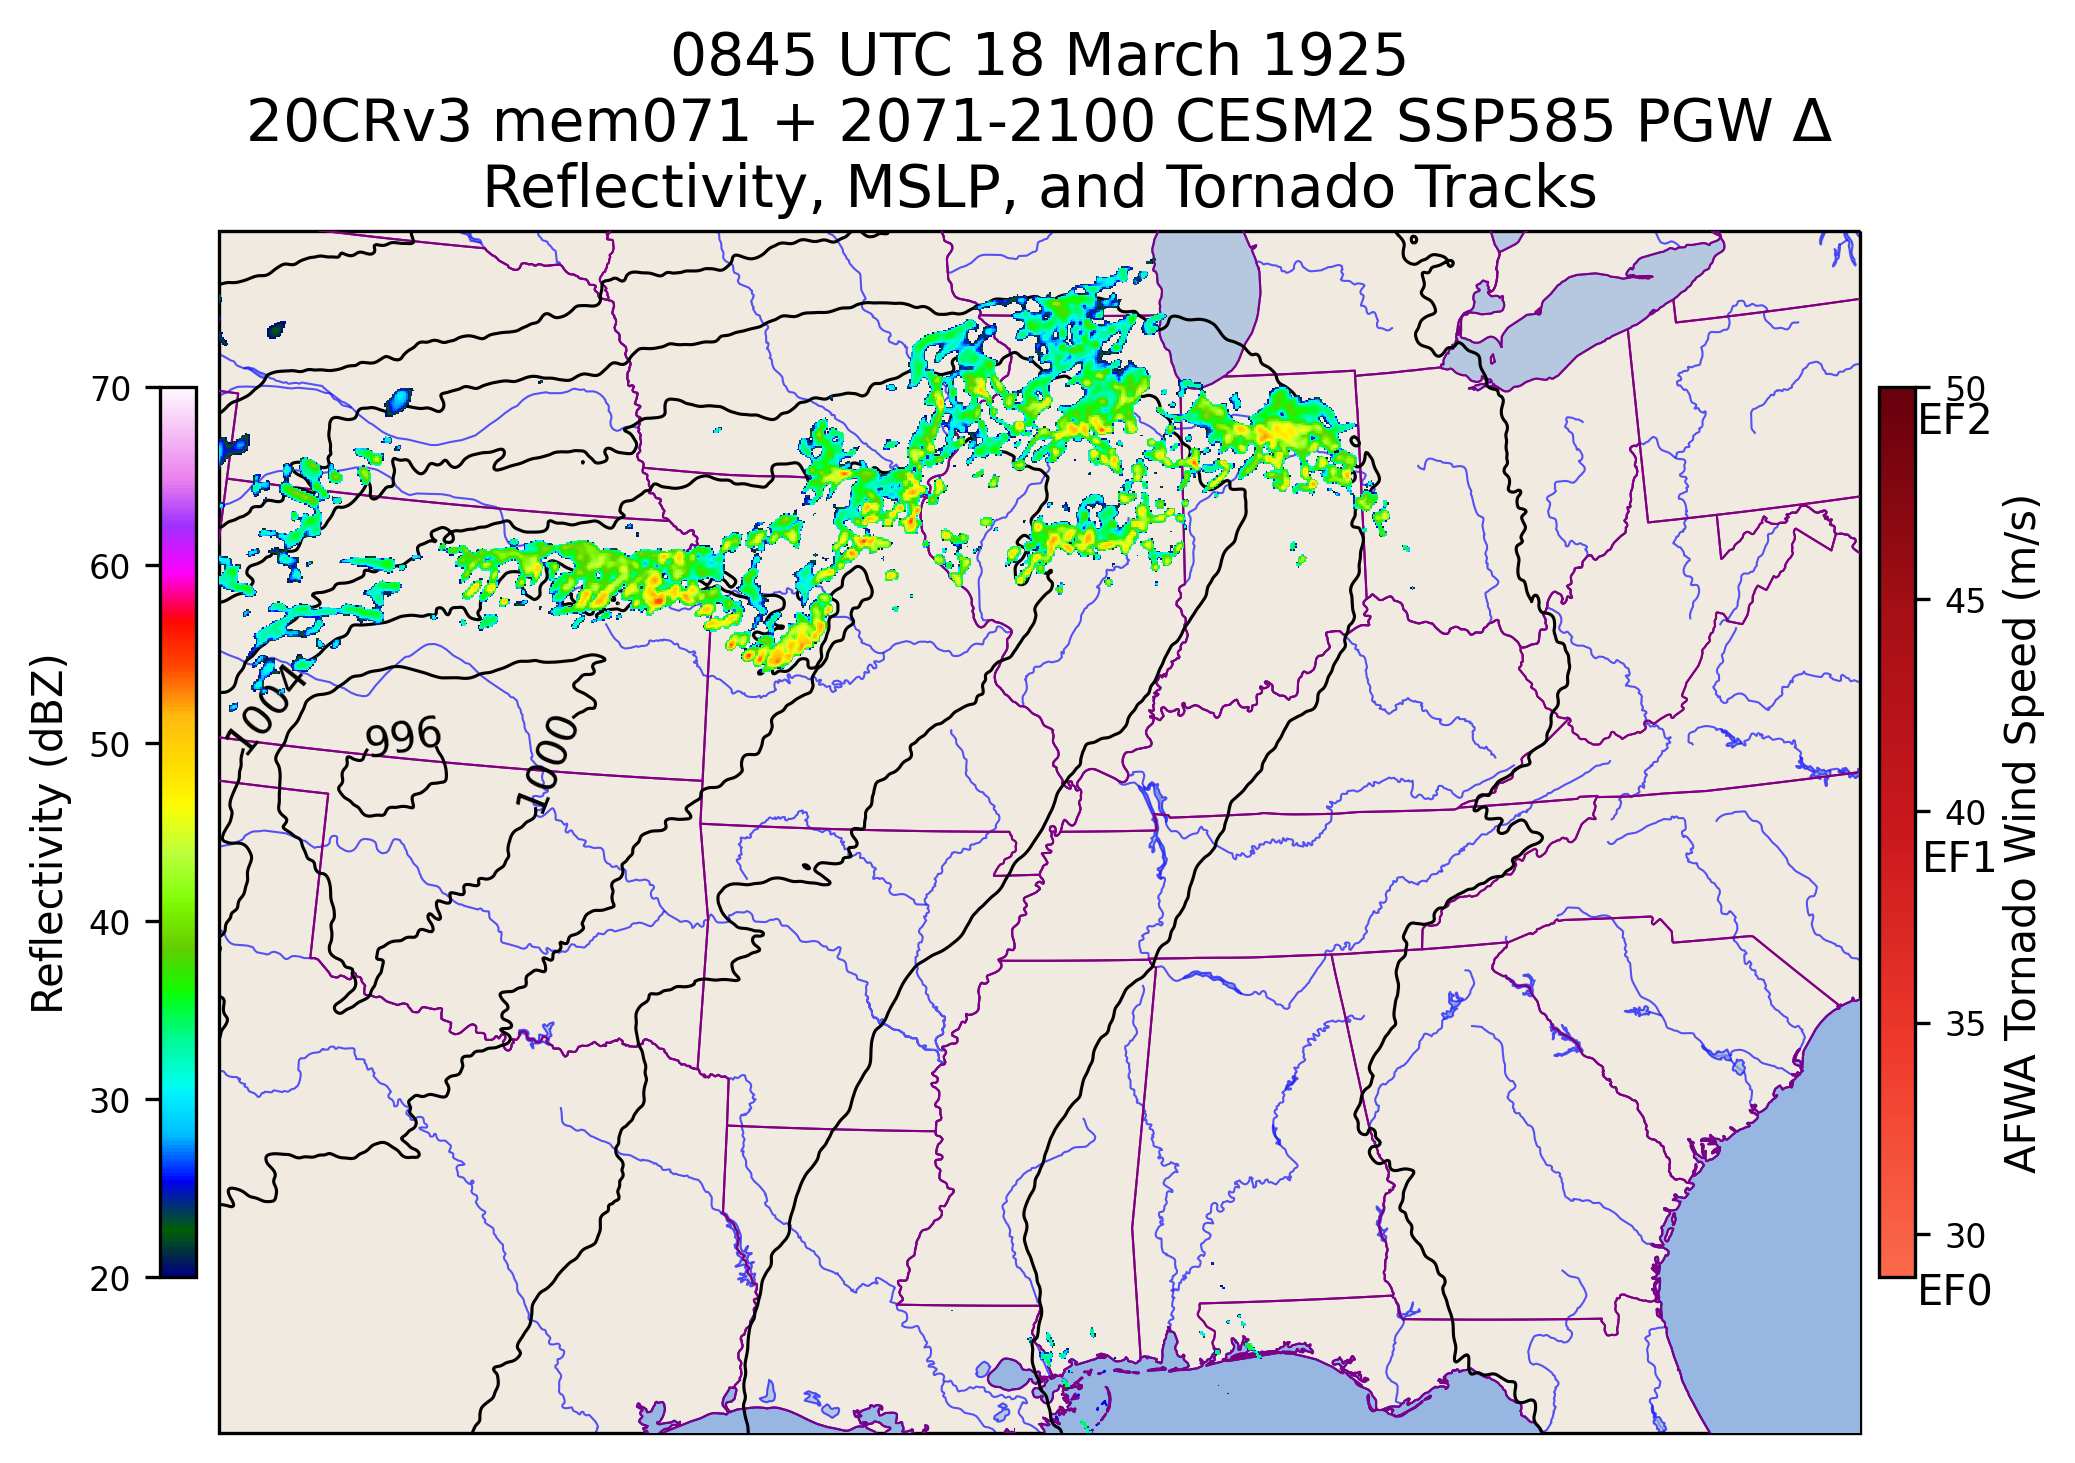 0845 UTC 18 March 1925
20CRv3 mem071 + 2071-2100 CESM2 SSP585 PGW Δ
Reflectivity, MSLP, and Tornado Tracks
70
60
50
40
30
20
Reflectivity (dBZ)
1004
996
1000
50
EF2
45
40
EF1
35
30
EF0
AFWA Tornado Wind Speed (m/s)